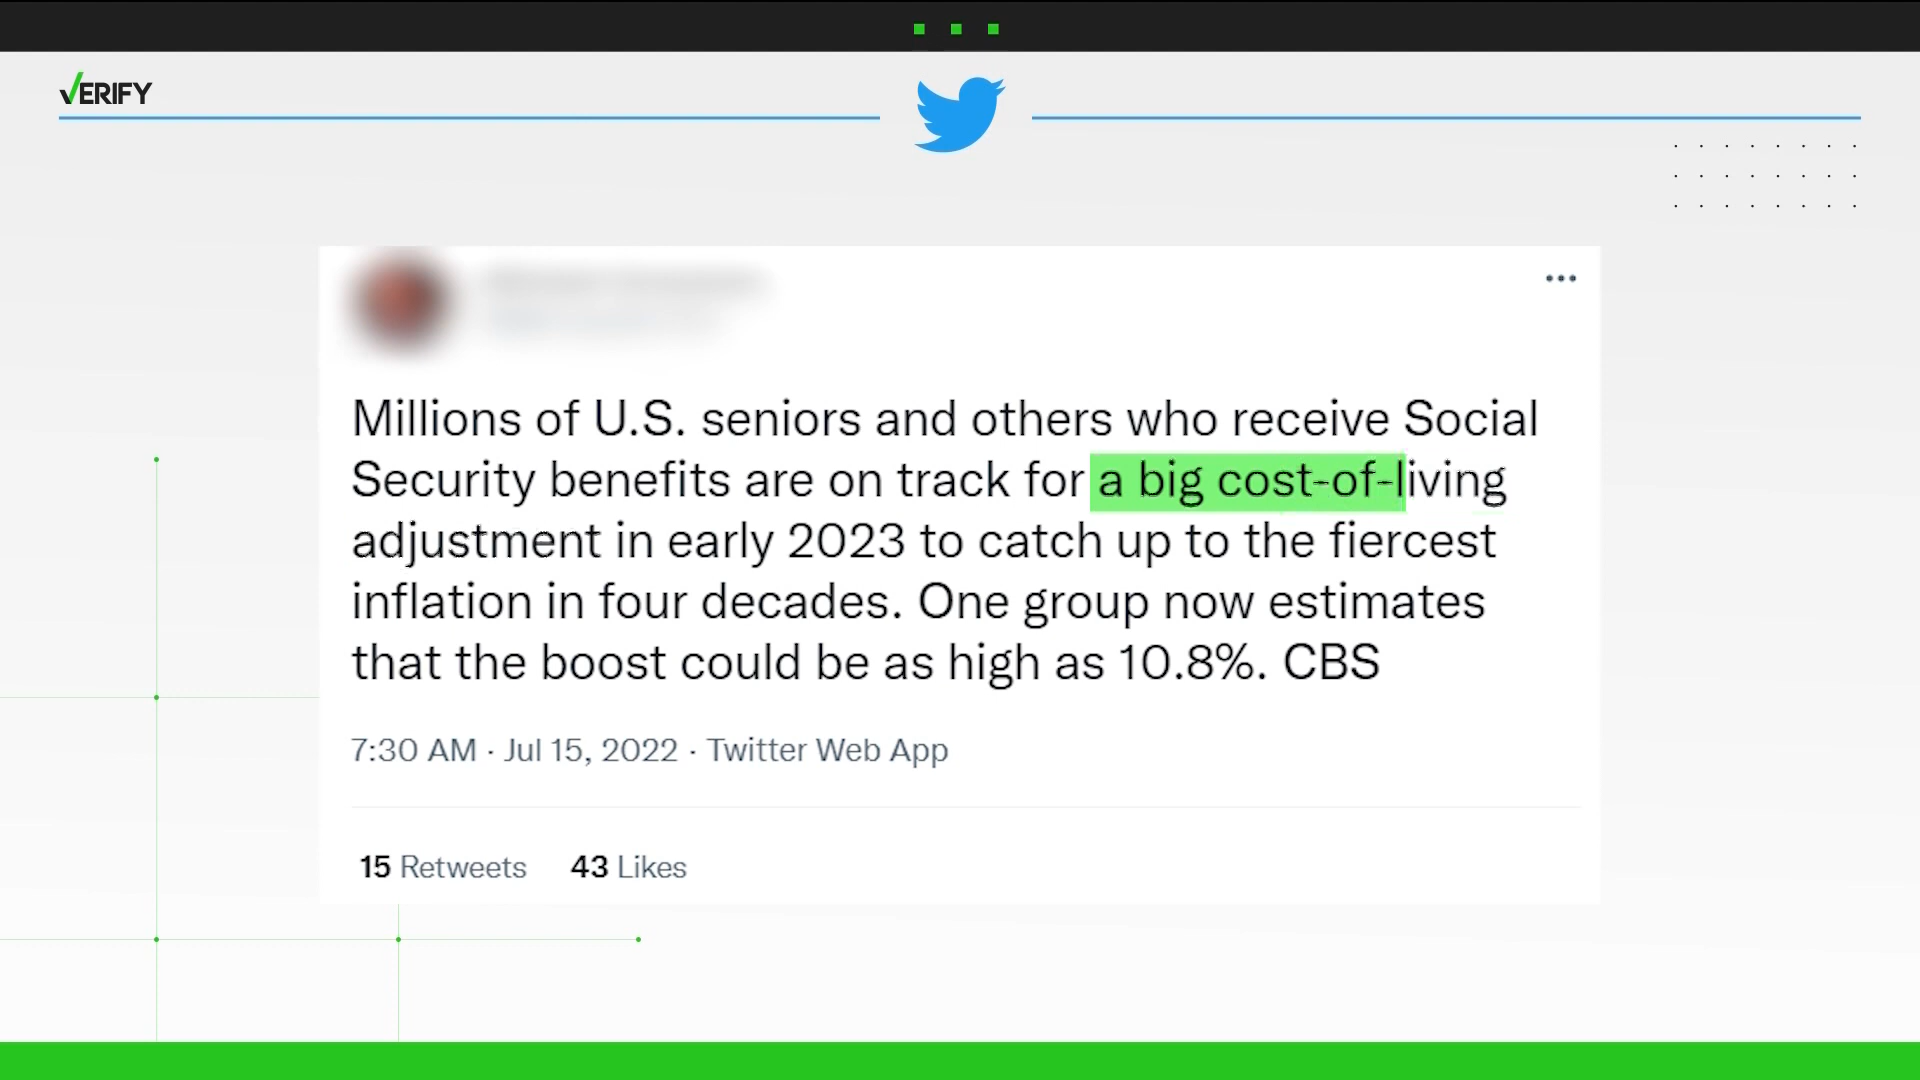 VERIFY
Millions of U.S. seniors and others who receive Social
Security benefits are on track for a big cost-of-living
adjustment in early 2023 to catch up to the fiercest
inflation in four decades. One group now estimates
that the boost could be as high as 10.8%. CBS
7:30 AM · Jul 15, 2022 · Twitter Web App
15 Retweets 43 Likes